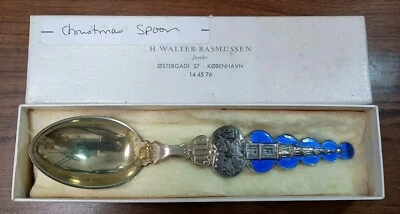 — Christmas Spoon —
H. WALTER RASMUSSEN
Juveler
ØSTERGADE 57 - KØBENHAVN
14 45 76